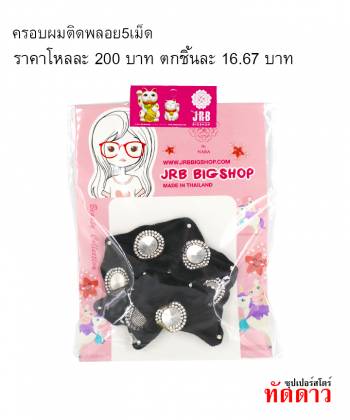 ครอบผมติดพลอย5เม็ด
ราคาโหลละ 200 บาท ตกชิ้นละ 16.67 บาท
JRB
BIGSHOP
by
NABA
WWW.JRBBIGSHOP.COM
JRB BIGSHOP
MADE IN THAILAND
ซุปเปอร์สโตร์
ทัดดาว